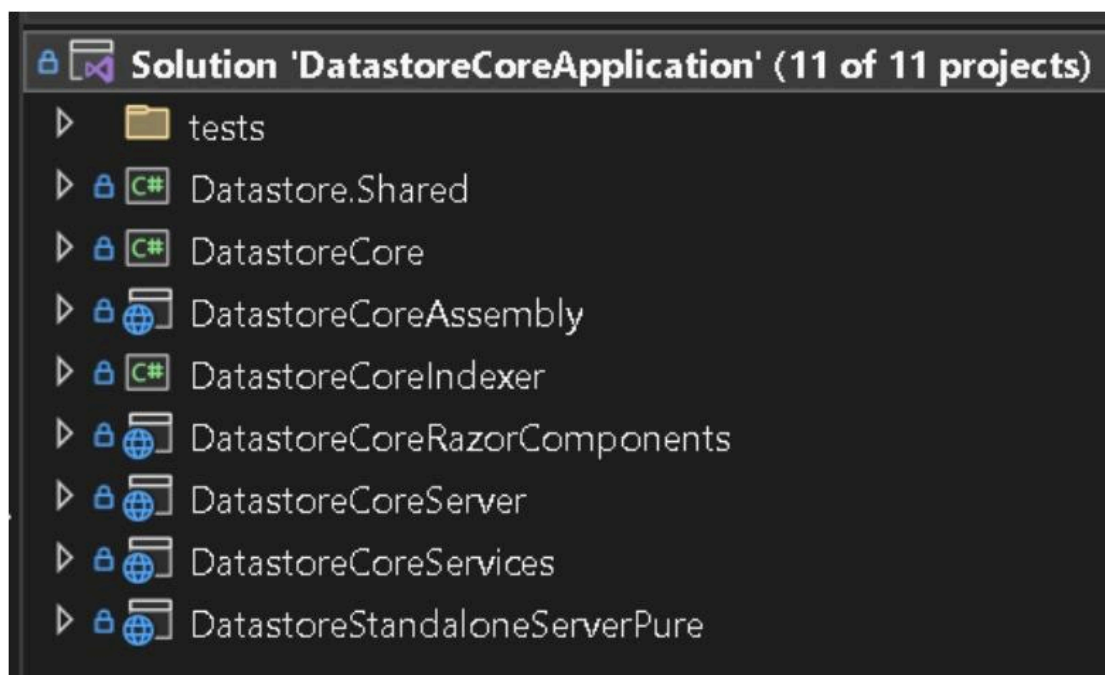 Solution 'DatastoreCoreApplication' (11 of 11 projects)
tests
C# Datastore.Shared
C# DatastoreCore
DatastoreCoreAssembly
C# DatastoreCoreIndexer
DatastoreCoreRazorComponents
DatastoreCoreServer
DatastoreCoreServices
DatastoreStandaloneServerPure